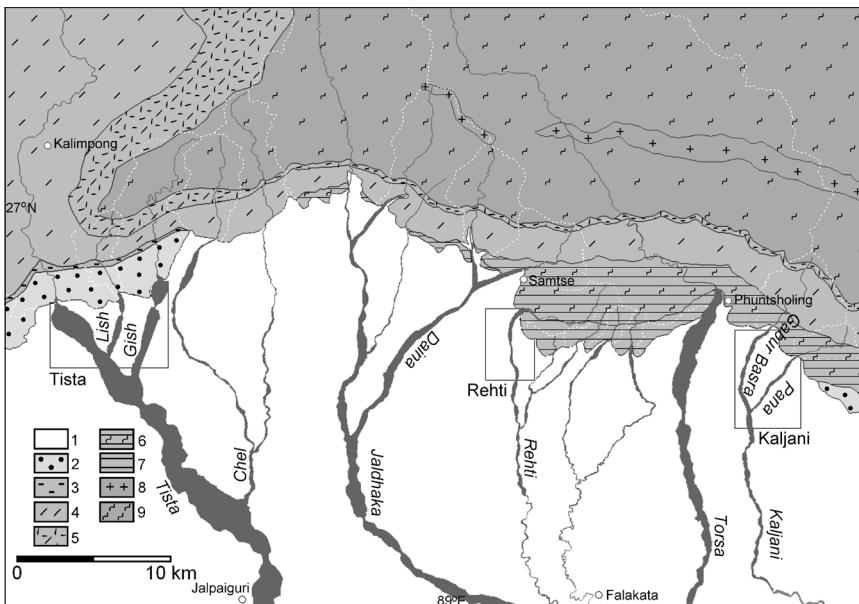 Kalimpong
27°N
Samtse
Phuntsholing
Lish
Gish
Tista
Daina
Rehti
Gabur Basra
Pana
Kaljani
Chel
Tista
Jaldhaka
Rehti
Torsa
Kaljani
1
2
3
4
5
6
7
8
9
0 10 km
Jalpaiguri
89°E
Falakata